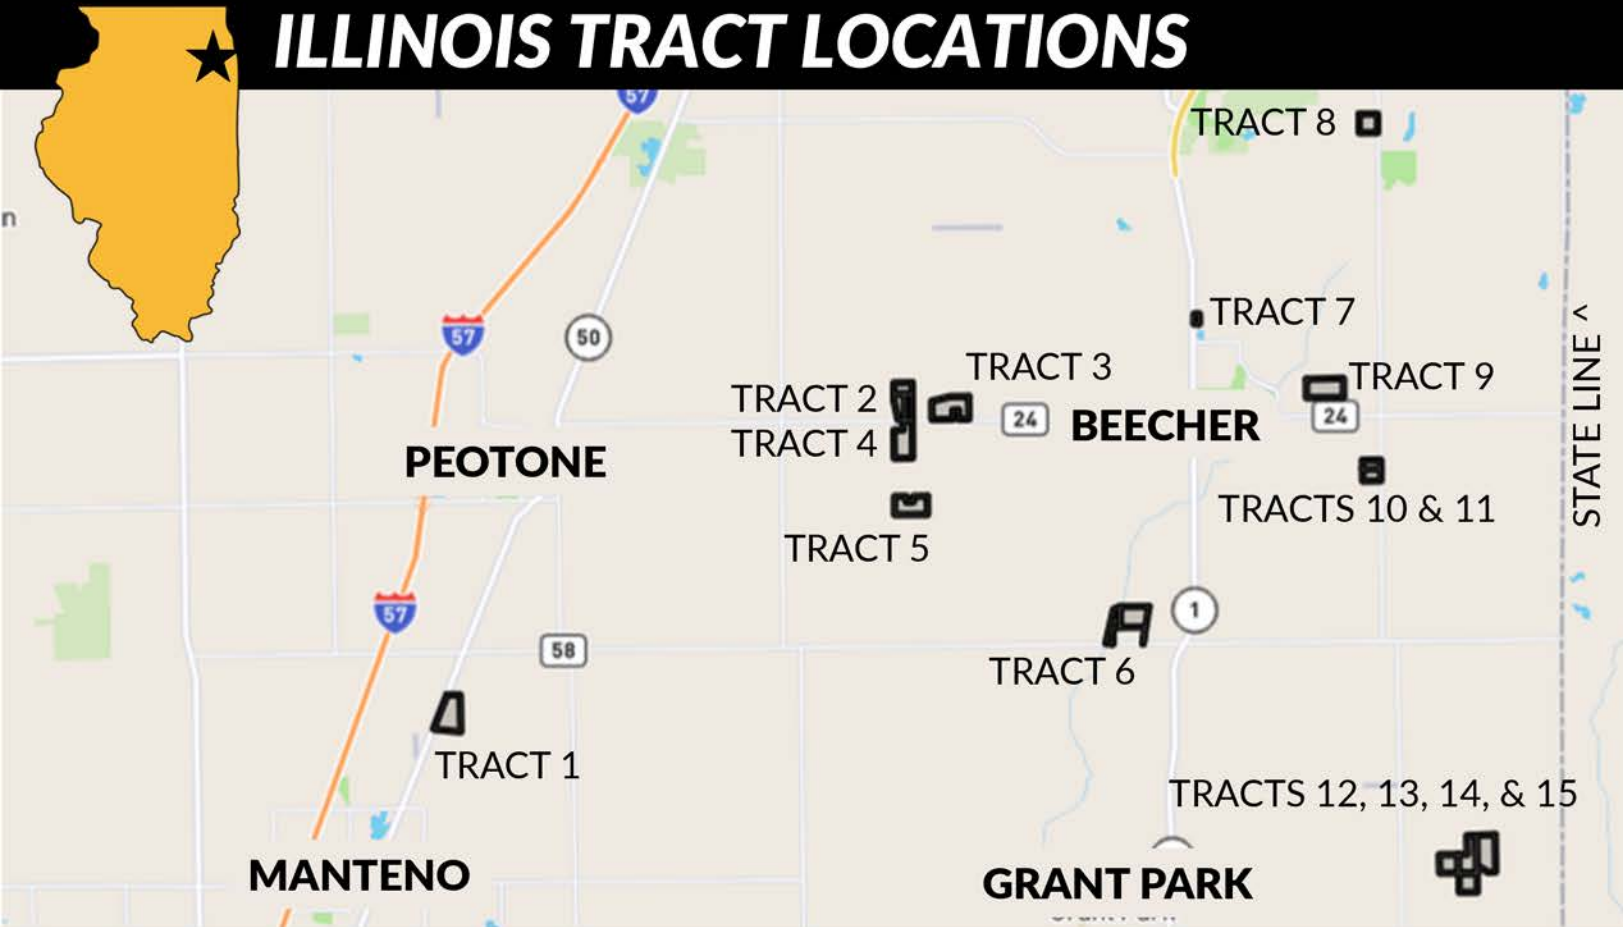 ILLINOIS TRACT LOCATIONS
57
TRACT 8
n
57
50
TRACT 7
STATE LINE <
TRACT 3
TRACT 2
TRACT 9
24
BEECHER
24
TRACT 4
PEOTONE
TRACTS 10 & 11
TRACT 5
57
1
58
TRACT 6
TRACT 1
TRACTS 12, 13, 14, & 15
MANTENO
GRANT PARK